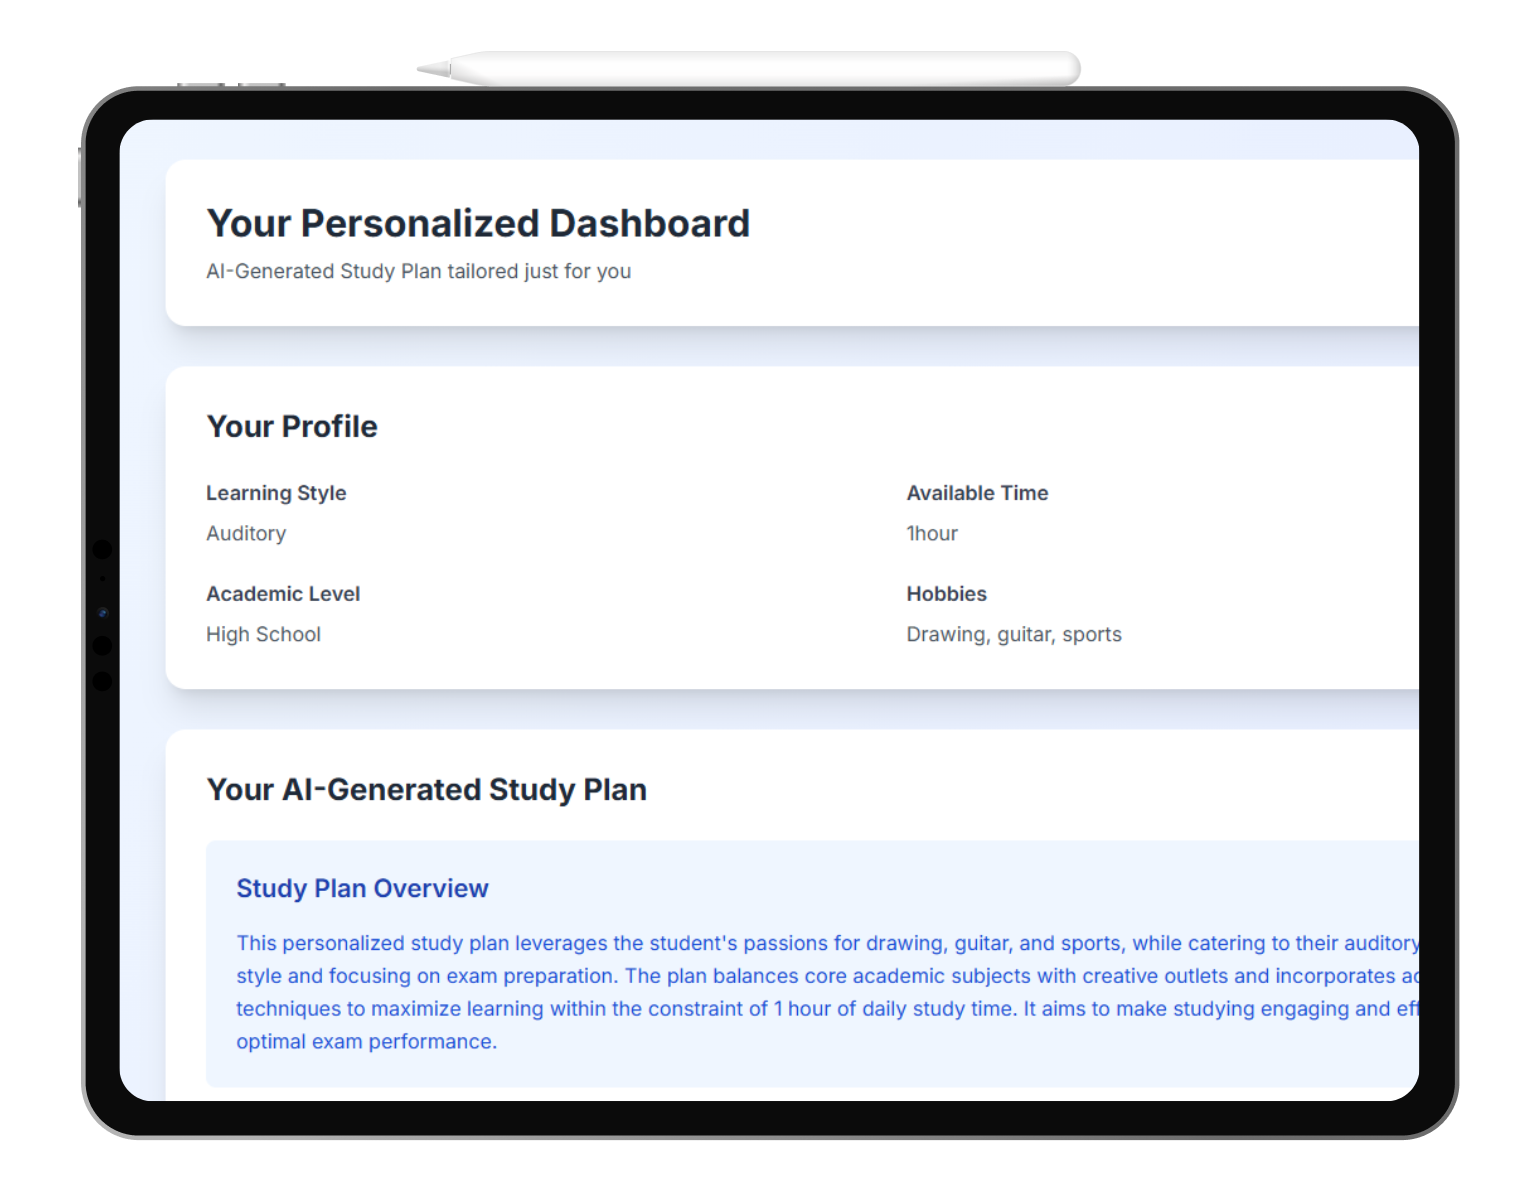 Your Personalized Dashboard
AI-Generated Study Plan tailored just for you
Your Profile
Learning Style
Auditory
Available Time
1hour
Academic Level
High School
Hobbies
Drawing, guitar, sports
Your AI-Generated Study Plan
Study Plan Overview
This personalized study plan leverages the student's passions for drawing, guitar, and sports, while catering to their auditory
style and focusing on exam preparation. The plan balances core academic subjects with creative outlets and incorporates
techniques to maximize learning within the constraint of 1 hour of daily study time. It aims to make studying engaging and
optimal exam performance.